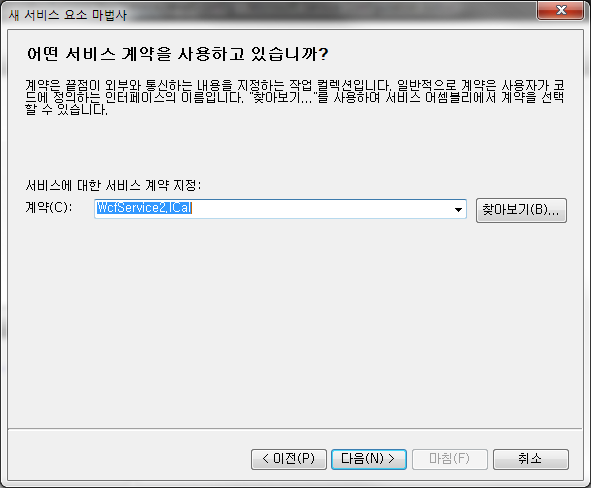 새 서비스 요소 마법사
어떤 서비스 계약을 사용하고 있습니까?
계약은 끝점이 외부와 통신하는 내용을 지정하는 작업 컬렉션입니다. 일반적으로 계약은 사용자가 코
드에 정의하는 인터페이스의 이름입니다. "찾아보기..."를 사용하여 서비스 어셈블리에서 계약을 선택
할 수 있습니다.
서비스에 대한 서비스 계약 지정:
계약(C): WcfService2.ICal 찾아보기(B)...
< 이전(P) 다음(N) > 마침(F) 취소